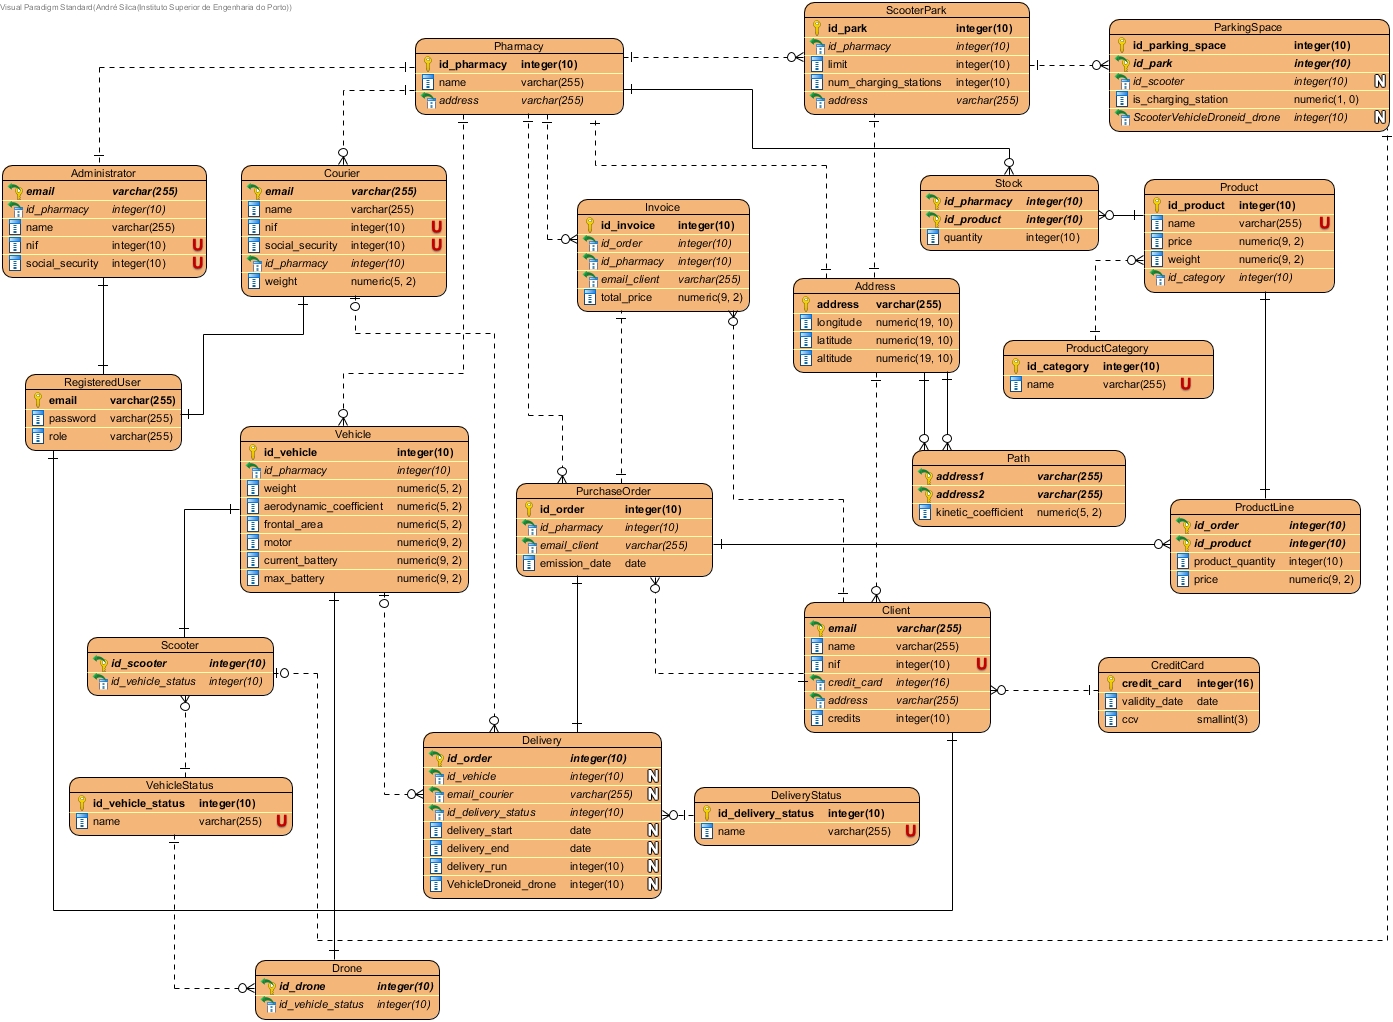 Visual Paradigm Standard(André Silca(Instituto Superior de Engenharia do Porto))
Pharmacy
id_pharmacy integer(10)
name varchar(255)
address varchar(255)
ScooterPark
id_park integer(10)
id_pharmacy integer(10)
limit integer(10)
num_charging_stations integer(10)
address varchar(255)
ParkingSpace
id_parking_space integer(10)
id_park integer(10)
id_scooter integer(10) N
is_charging_station numeric(1, 0)
ScooterVehicleDroneid_drone integer(10) N
Administrator
email varchar(255)
id_pharmacy integer(10)
name varchar(255)
nif integer(10) U
social_security integer(10) U
Courier
email varchar(255)
name varchar(255)
nif integer(10) U
social_security integer(10) U
id_pharmacy integer(10)
weight numeric(5, 2)
Invoice
id_invoice integer(10)
id_order integer(10)
id_pharmacy integer(10)
email_client varchar(255)
total_price numeric(9, 2)
Stock
id_pharmacy integer(10)
id_product integer(10)
quantity integer(10)
Product
id_product integer(10)
name varchar(255) U
price numeric(9, 2)
weight numeric(9, 2)
id_category integer(10)
Address
address varchar(255)
longitude numeric(19, 10)
latitude numeric(19, 10)
altitude numeric(19, 10)
ProductCategory
id_category integer(10)
name varchar(255) U
RegisteredUser
email varchar(255)
password varchar(255)
role varchar(255)
Vehicle
id_vehicle integer(10)
id_pharmacy integer(10)
weight numeric(5, 2)
aerodynamic_coefficient numeric(5, 2)
frontal_area numeric(5, 2)
motor numeric(9, 2)
current_battery numeric(9, 2)
max_battery numeric(9, 2)
PurchaseOrder
id_order integer(10)
id_pharmacy integer(10)
email_client varchar(255)
emission_date date
Path
address1 varchar(255)
address2 varchar(255)
kinetic_coefficient numeric(5, 2)
ProductLine
id_order integer(10)
id_product integer(10)
product_quantity integer(10)
price numeric(9, 2)
Scooter
id_scooter integer(10)
id_vehicle_status integer(10)
Client
email varchar(255)
name varchar(255)
nif integer(10) U
credit_card integer(16)
address varchar(255)
credits integer(10)
CreditCard
credit_card integer(16)
validity_date date
ccv smallint(3)
VehicleStatus
id_vehicle_status integer(10)
name varchar(255) U
Delivery
id_order integer(10)
id_vehicle integer(10) N
email_courier varchar(255) N
id_delivery_status integer(10)
delivery_start date N
delivery_end date N
delivery_run integer(10) N
VehicleDroneid_drone integer(10) N
DeliveryStatus
id_delivery_status integer(10)
name varchar(255) U
Drone
id_drone integer(10)
id_vehicle_status integer(10)